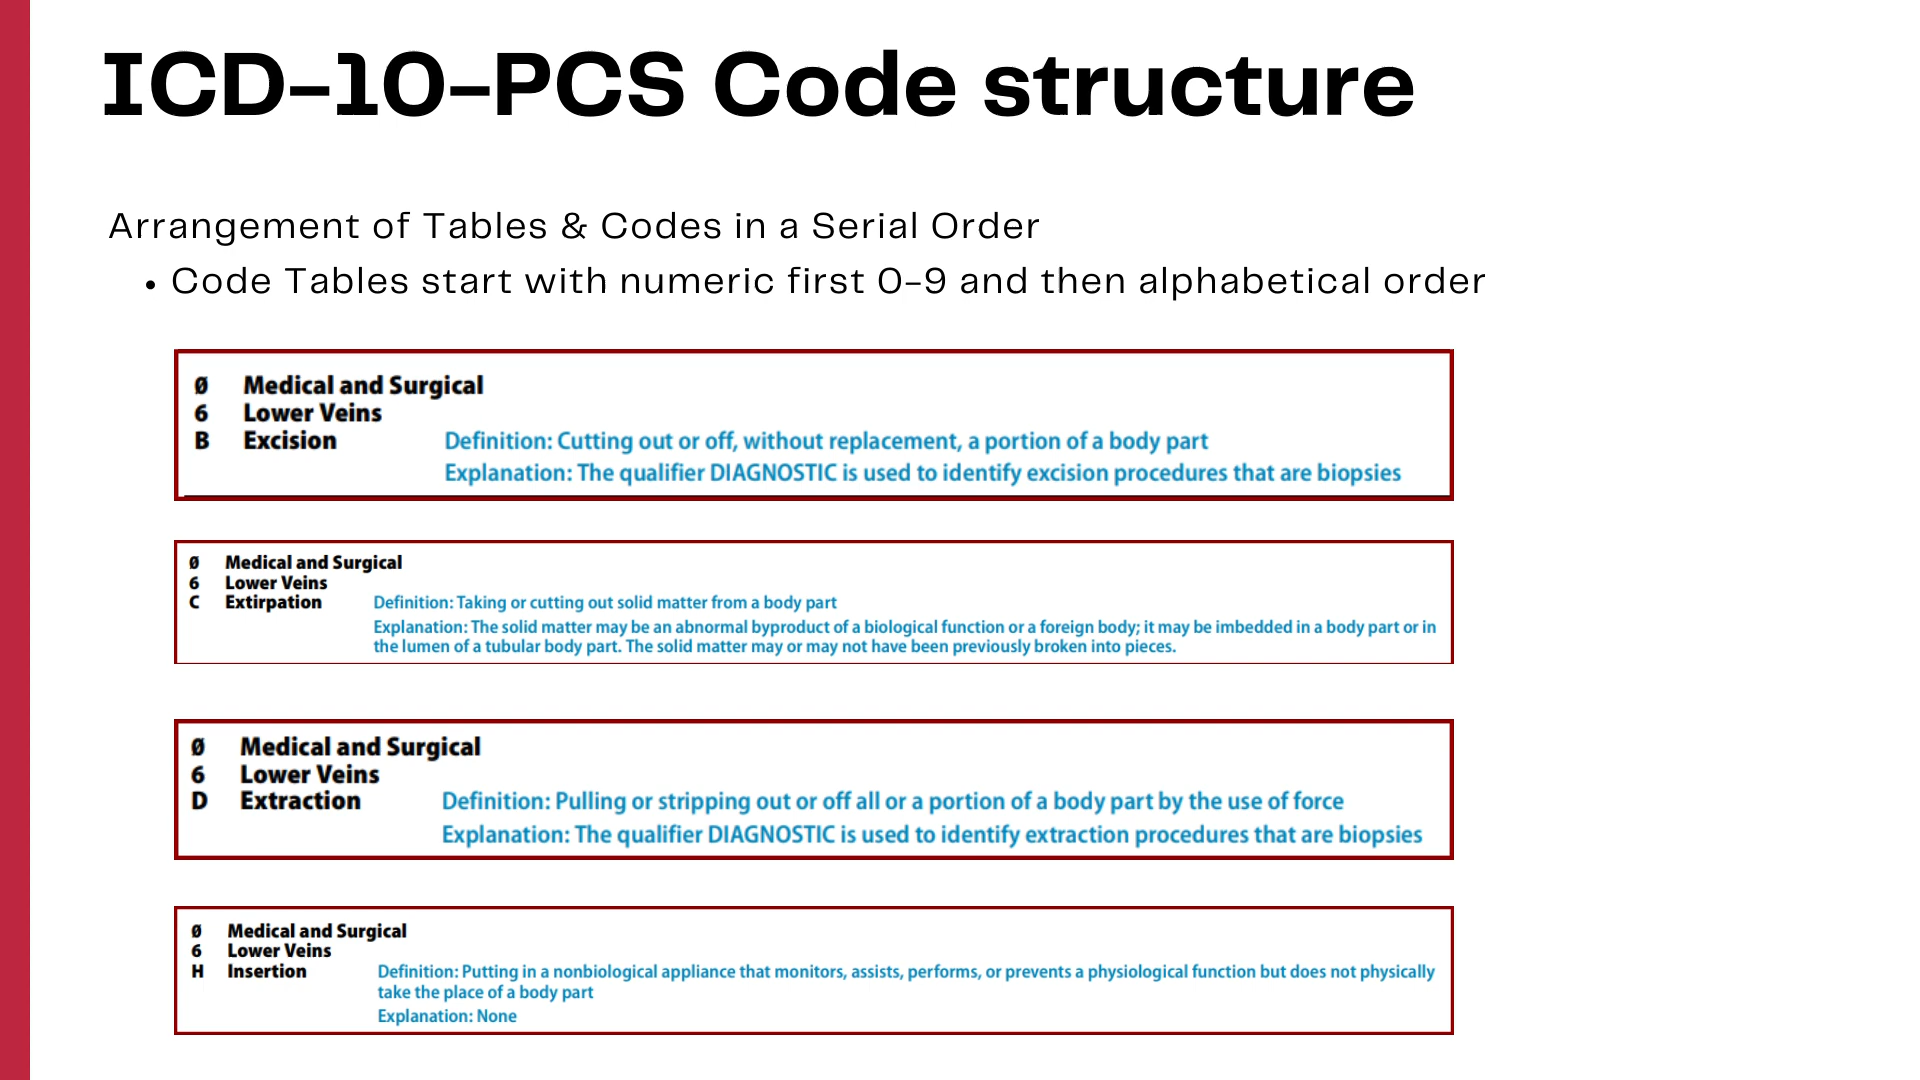 ICD-10-PCS Code structure
Arrangement of Tables & Codes in a Serial Order
• Code Tables start with numeric first 0-9 and then alphabetical order
Ø Medical and Surgical
6 Lower Veins
B Excision Definition: Cutting out or off, without replacement, a portion of a body part
Explanation: The qualifier DIAGNOSTIC is used to identify excision procedures that are biopsies
Ø Medical and Surgical
6 Lower Veins
C Extirpation Definition: Taking or cutting out solid matter from a body part
Explanation: The solid matter may be an abnormal byproduct of a biological function or a foreign body; it may be imbedded in a body part or in
the lumen of a tubular body part. The solid matter may or may not have been previously broken into pieces.
Ø Medical and Surgical
6 Lower Veins
D Extraction Definition: Pulling or stripping out or off all or a portion of a body part by the use of force
Explanation: The qualifier DIAGNOSTIC is used to identify extraction procedures that are biopsies
Ø Medical and Surgical
6 Lower Veins
H Insertion Definition: Putting in a nonbiological appliance that monitors, assists, performs, or prevents a physiological function but does not physically
take the place of a body part
Explanation: None